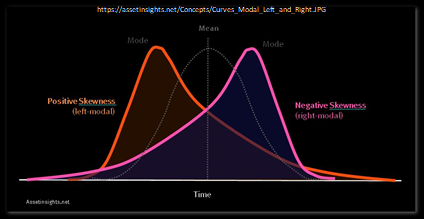 https://assetinsights.net/Concepts/Curves_Modal_Left_and_Right.JPG
Mean
Mode
Mode
Positive Skewness
(left-modal)
Negative Skewness
(right-modal)
Time
Assetinsights.net